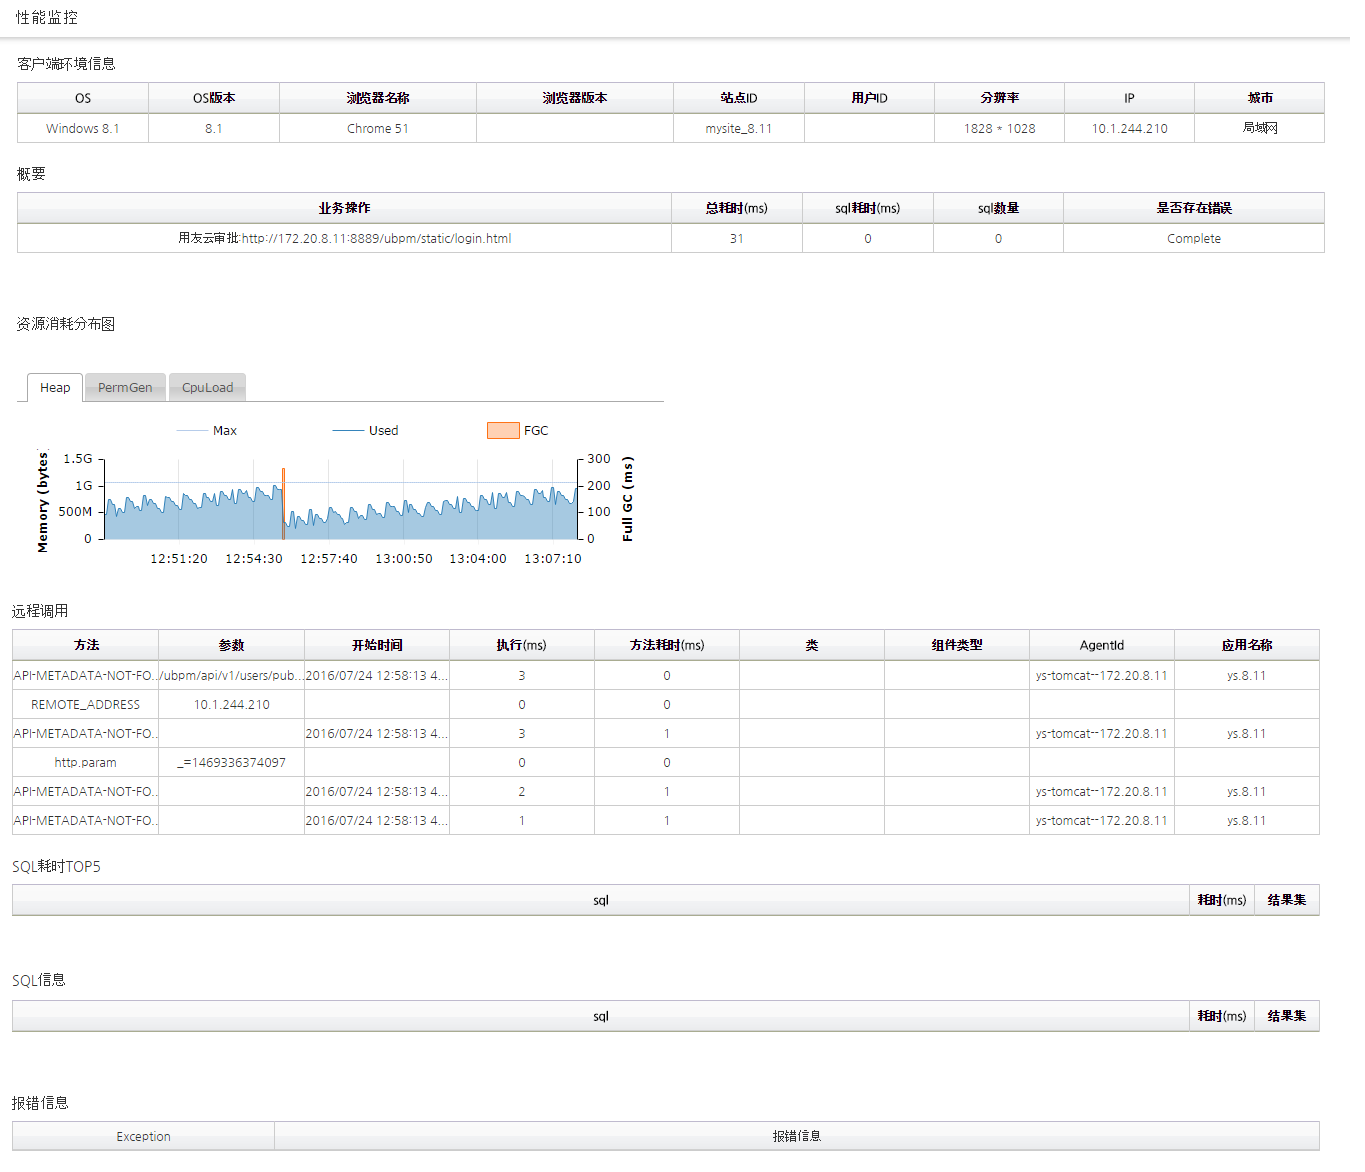 性能监控
客户端环境信息
OS OS版本 浏览器名称 浏览器版本 站点ID 用户ID 分辨率 IP 城市
Windows 8.1 8.1 Chrome 51 mysite_8.11 1828 * 1028 10.1.244.210 局域网
概要
业务操作 总耗时(ms) sql耗时(ms) sql数量 是否存在错误
用友云审批:http://172.20.8.11:8889/ubpm/static/login.html 31 0 0 Complete
资源消耗分布图
Heap PermGen CpuLoad
Max Used FGC
Memory (bytes
1.5G
1G
500M
0
300
200
100
0
Full GC (ms)
12:51:20 12:54:30 12:57:40 13:00:50 13:04:00 13:07:10
远程调用
方法 参数 开始时间 执行(ms) 方法耗时(ms) 类 组件类型 AgentId 应用名称
API-METADATA-NOT-FO... /ubpm/api/v1/users/pub... 2016/07/24 12:58:13 4... 3 0 ys-tomcat--172.20.8.11 ys.8.11
REMOTE_ADDRESS 10.1.244.210 0 0
API-METADATA-NOT-FO... 2016/07/24 12:58:13 4... 3 1 ys-tomcat--172.20.8.11 ys.8.11
http.param _=1469336374097 0 0
API-METADATA-NOT-FO... 2016/07/24 12:58:13 4... 2 1 ys-tomcat--172.20.8.11 ys.8.11
API-METADATA-NOT-FO... 2016/07/24 12:58:13 4... 1 1 ys-tomcat--172.20.8.11 ys.8.11
SQL耗时TOP5
sql 耗时(ms) 结果集
SQL信息
sql 耗时(ms) 结果集
报错信息
Exception 报错信息